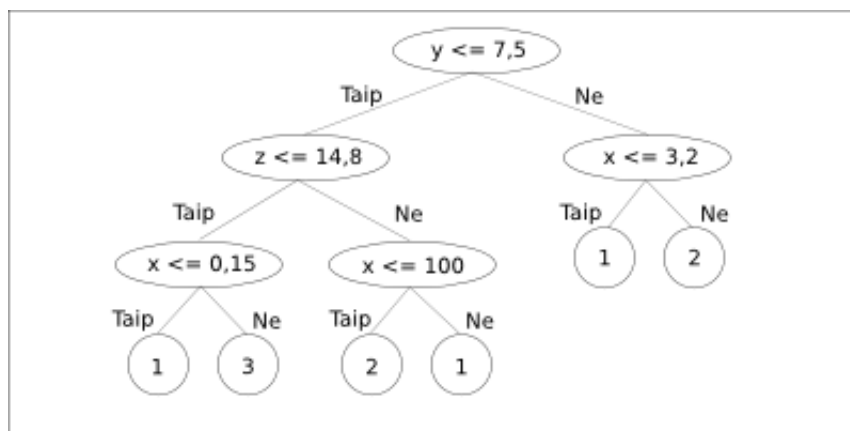 y <= 7,5
Taip
Ne
z <= 14,8
x <= 3,2
Taip
Ne
Taip
Ne
x <= 0,15
x <= 100
1
2
Taip
Ne
Taip
Ne
1
3
2
1